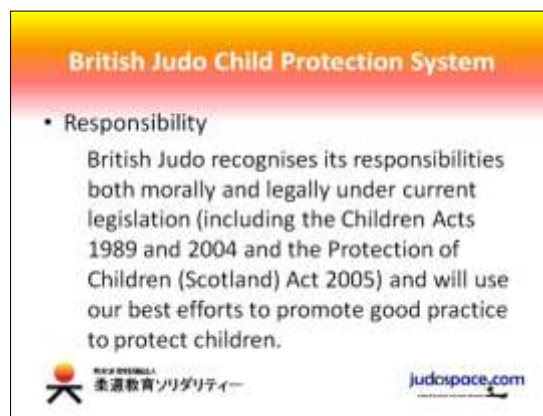 British Judo Child Protection System
• Responsibility
British Judo recognises its responsibilities
both morally and legally under current
legislation (including the Children Acts
1989 and 2004 and the Protection of
Children (Scotland) Act 2005) and will use
our best efforts to promote good practice
to protect children.
柔道教育ソリダリティー
judospace.com